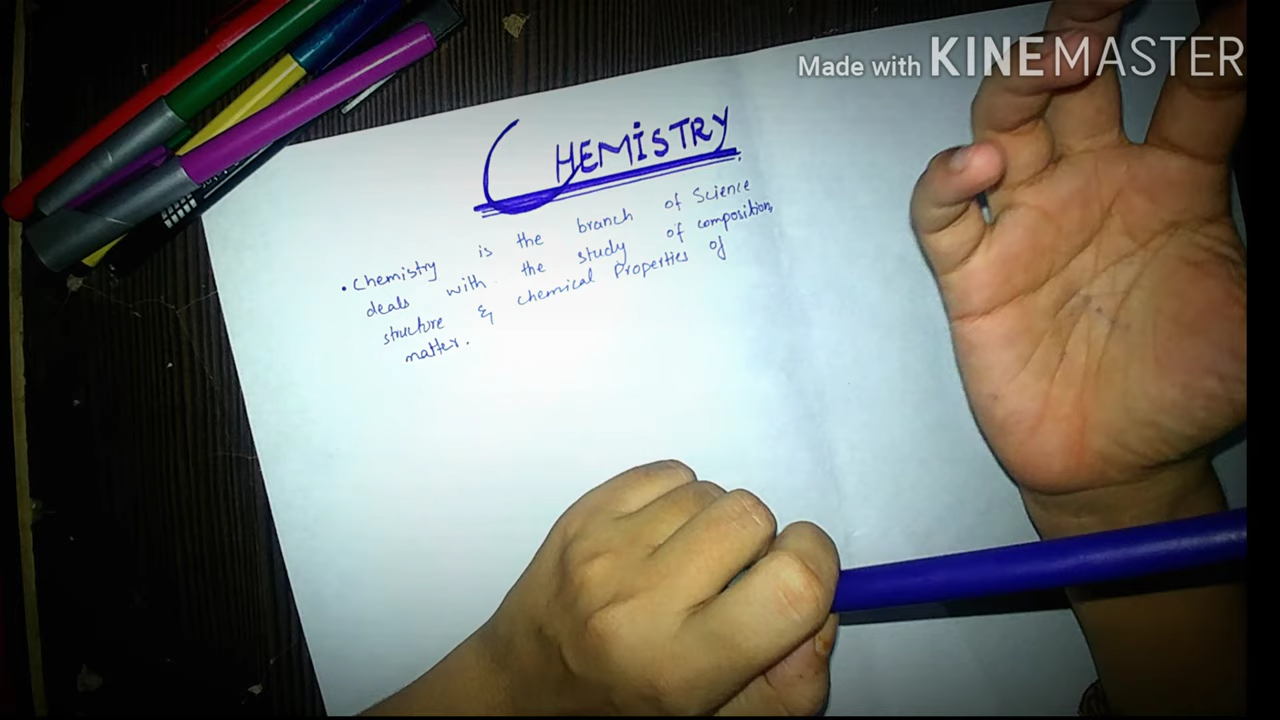 Made with KINEMASTER
CHEMiSTRY
• Chemistry is the branch of Science
deals with the study of composition,
structure & chemical Properties of
matter.